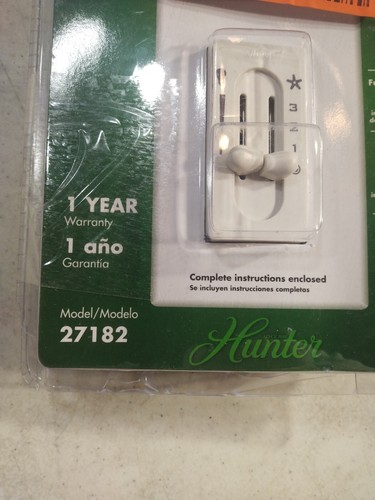 *
3
2
1
1 YEAR
Warranty
1 año
Garantia
Complete instructions enclosed
Se incluyen instrucciones completas
Model/Modelo
27182
Hunter